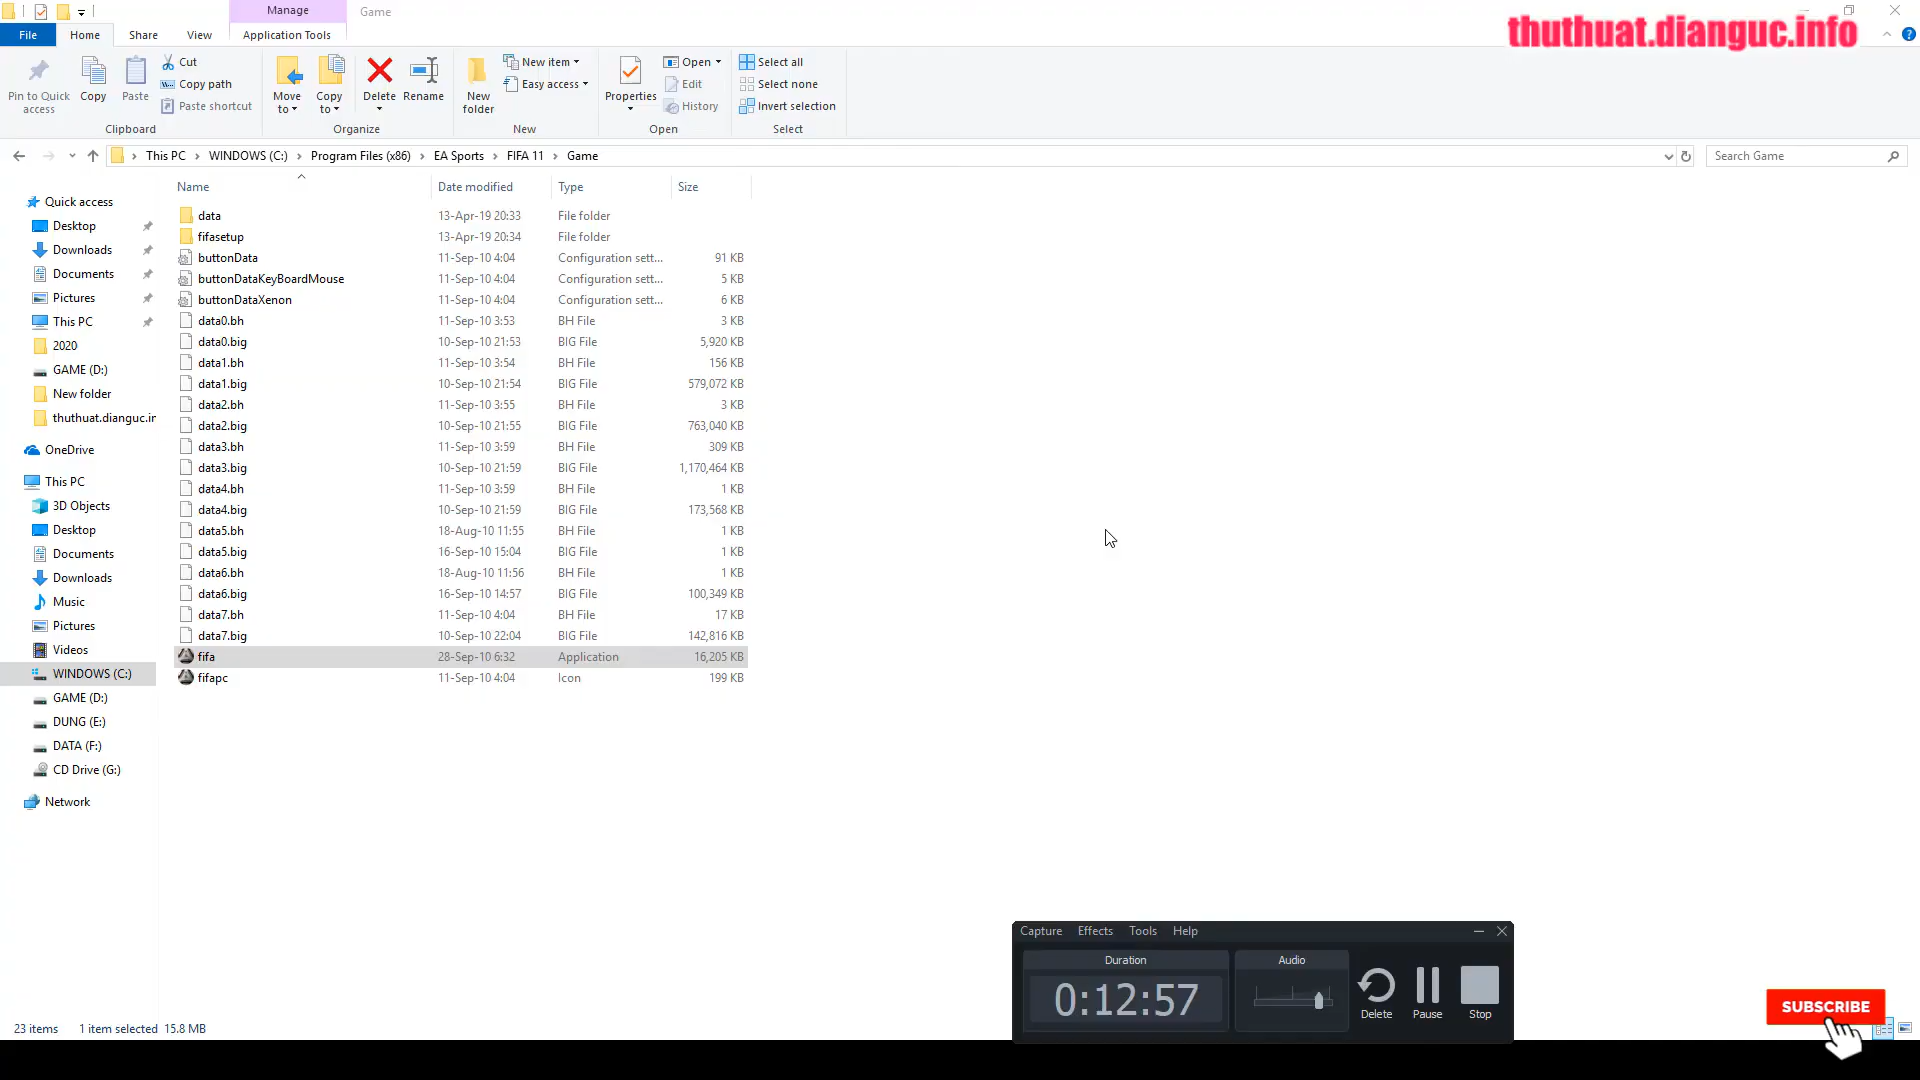 Manage
Game
thuthuat.dianguc.info
File
Home
Share
View
Application Tools
Pin to Quick access
Copy
Paste
Cut
Copy path
Paste shortcut
Clipboard
Move to
Copy to
Delete
Rename
Organize
New folder
New item
Easy access
New
Properties
Open
Edit
History
Open
Select all
Select none
Invert selection
Select
This PC > WINDOWS (C:) > Program Files (x86) > EA Sports > FIFA 11 > Game
Search Game
Name Date modified Type Size
data 13-Apr-19 20:33 File folder
fifasetup 13-Apr-19 20:34 File folder
buttonData 11-Sep-10 4:04 Configuration sett... 91 KB
buttonDataKeyBoardMouse 11-Sep-10 4:04 Configuration sett... 5 KB
buttonDataXenon 11-Sep-10 4:04 Configuration sett... 6 KB
data0.bh 11-Sep-10 3:53 BH File 3 KB
data0.big 10-Sep-10 21:53 BIG File 5,920 KB
data1.bh 11-Sep-10 3:54 BH File 156 KB
data1.big 10-Sep-10 21:54 BIG File 579,072 KB
data2.bh 11-Sep-10 3:55 BH File 3 KB
data2.big 10-Sep-10 21:55 BIG File 763,040 KB
data3.bh 11-Sep-10 3:59 BH File 309 KB
data3.big 10-Sep-10 21:59 BIG File 1,170,464 KB
data4.bh 11-Sep-10 3:59 BH File 1 KB
data4.big 10-Sep-10 21:59 BIG File 173,568 KB
data5.bh 18-Aug-10 11:55 BH File 1 KB
data5.big 16-Sep-10 15:04 BIG File 1 KB
data6.bh 18-Aug-10 11:56 BH File 1 KB
data6.big 16-Sep-10 14:57 BIG File 100,349 KB
data7.bh 11-Sep-10 4:04 BH File 17 KB
data7.big 10-Sep-10 22:04 BIG File 142,816 KB
fifa 28-Sep-10 6:32 Application 16,205 KB
fifapc 11-Sep-10 4:04 Icon 199 KB
Quick access
Desktop
Downloads
Documents
Pictures
This PC
2020
GAME (D:)
New folder
thuthuat.dianguc.ir
OneDrive
This PC
3D Objects
Desktop
Documents
Downloads
Music
Pictures
Videos
WINDOWS (C:)
GAME (D:)
DUNG (E:)
DATA (F:)
CD Drive (G:)
Network
23 items 1 item selected 15.8 MB
Capture Effects Tools Help
Duration
0:12:57
Audio
Delete
Pause
Stop
SUBSCRIBE